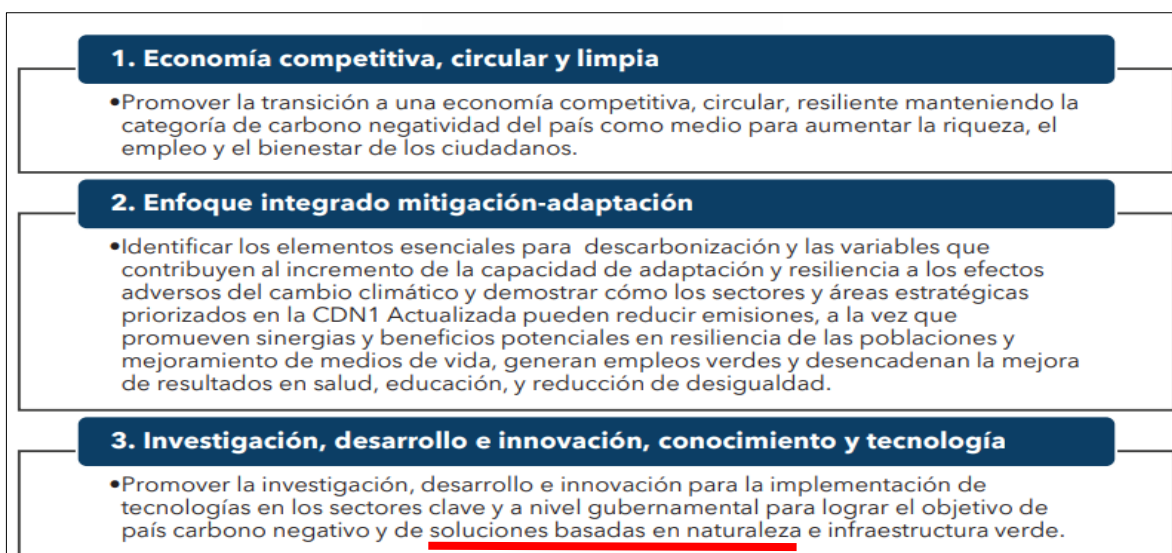 1. Economía competitiva, circular y limpia
•Promover la transición a una economía competitiva, circular, resiliente manteniendo la
categoría de carbono negatividad del país como medio para aumentar la riqueza, el
empleo y el bienestar de los ciudadanos.
2. Enfoque integrado mitigación-adaptación
•Identificar los elementos esenciales para descarbonización y las variables que
contribuyen al incremento de la capacidad de adaptación y resiliencia a los efectos
adversos del cambio climático y demostrar cómo los sectores y áreas estratégicas
priorizados en la CDN1 Actualizada pueden reducir emisiones, a la vez que
promueven sinergias y beneficios potenciales en resiliencia de las poblaciones y
mejoramiento de medios de vida, generan empleos verdes y desencadenan la mejora
de resultados en salud, educación, y reducción de desigualdad.
3. Investigación, desarrollo e innovación, conocimiento y tecnología
•Promover la investigación, desarrollo e innovación para la implementación de
tecnologías en los sectores clave y a nivel gubernamental para lograr el objetivo de
país carbono negativo y de soluciones basadas en naturaleza e infraestructura verde.